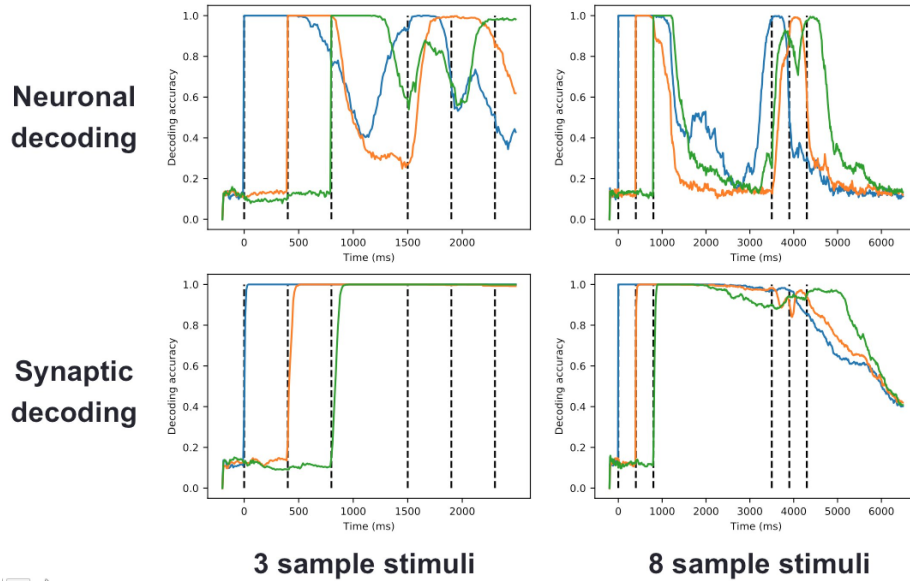 Neuronal
decoding
Decoding accuracy
1.0
0.8
0.6
0.4
0.2
0.0
0 500 1000 1500 2000
Time (ms)
Decoding accuracy
1.0
0.8
0.6
0.4
0.2
0.0
0 1000 2000 3000 4000 5000 6000
Time (ms)
Synaptic
decoding
Decoding accuracy
1.0
0.8
0.6
0.4
0.2
0.0
0 500 1000 1500 2000
Time (ms)
Decoding accuracy
1.0
0.8
0.6
0.4
0.2
0.0
0 1000 2000 3000 4000 5000 6000
Time (ms)
3 sample stimuli
8 sample stimuli